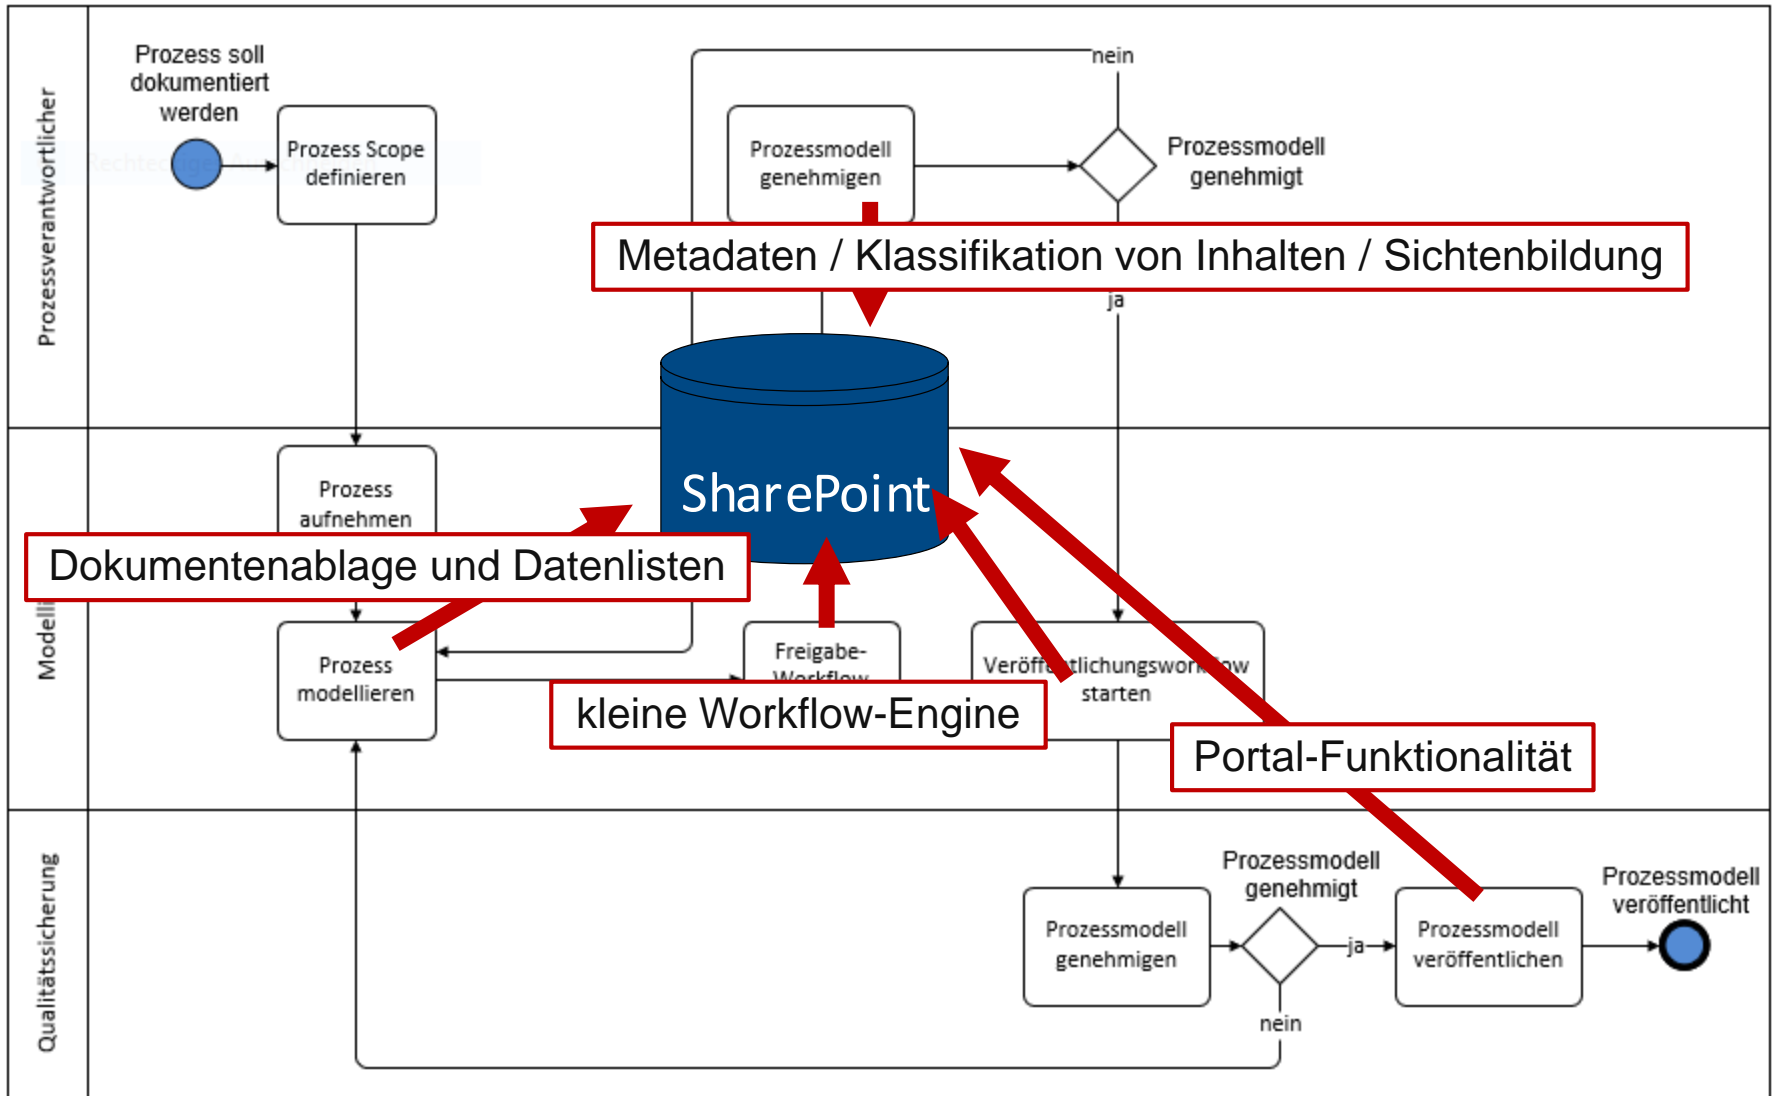 Prozessverantwortlicher
Prozess soll
dokumentiert
werden
Prozess Scope
definieren
Prozessmodell
genehmigen
nein
Prozessmodell
genehmigt
Metadaten / Klassifikation von Inhalten / Sichtenbildung
ja
SharePoint
Prozess
aufnehmen
Dokumentenablage und Datenlisten
Prozess
modellieren
Freigabe-
Workflow
kleine Workflow-Engine
Veröffentlichungsworkflow
starten
Portal-Funktionalität
Qualitätssicherung
Prozessmodell
genehmigen
Prozessmodell
genehmigt
ja
nein
Prozessmodell
veröffentlichen
Prozessmodell
veröffentlicht